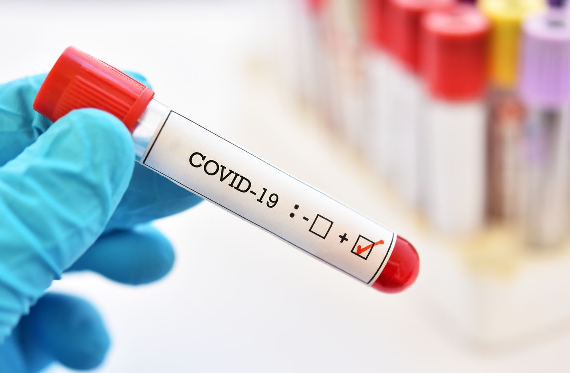 COVID-19 : - ☐ + ☑